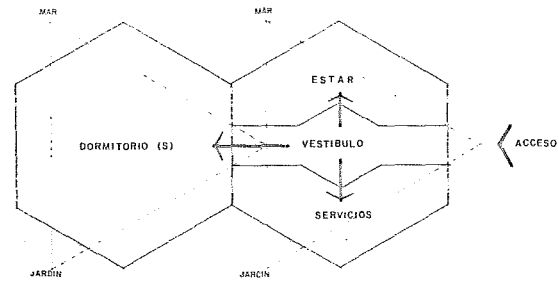 MAR
MAR
ESTAR
DORMITORIO (S)
VESTIBULO
ACCESO
SERVICIOS
JARDIN
JARDIN